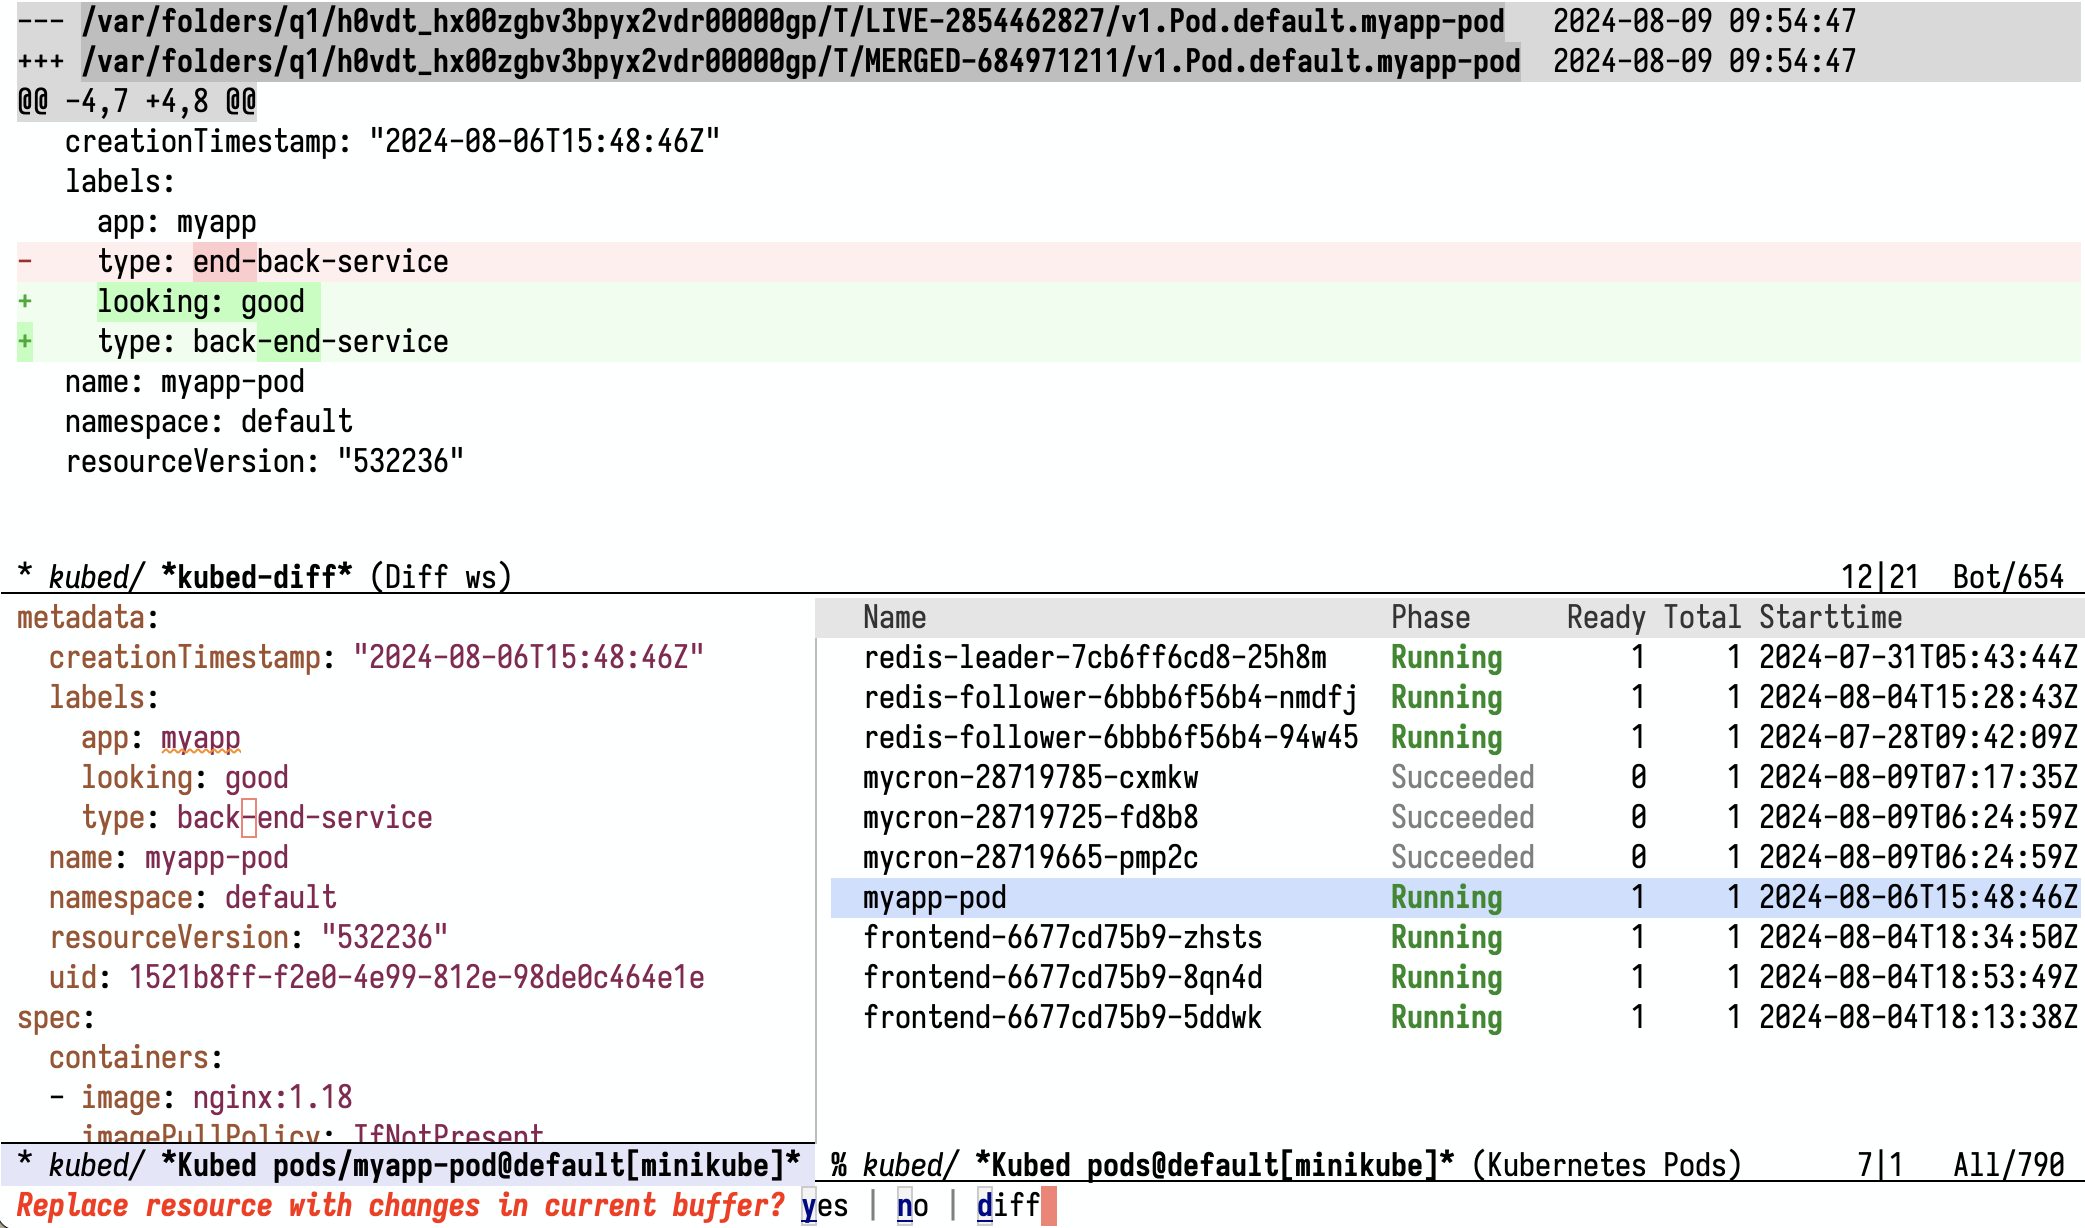 --- /var/folders/q1/h0vdt_hx00zgbv3bpyx2vdr00000gp/T/LIVE-2854462827/v1.Pod.default.myapp-pod 2024-08-09 09:54:47
+++ /var/folders/q1/h0vdt_hx00zgbv3bpyx2vdr00000gp/T/MERGED-684971211/v1.Pod.default.myapp-pod 2024-08-09 09:54:47
@@ -4,7 +4,8 @@
creationTimestamp: "2024-08-06T15:48:46Z"
labels:
app: myapp
- type: end-back-service
+ looking: good
+ type: back-end-service
name: myapp-pod
namespace: default
resourceVersion: "532236"
* kubed/ *kubed-diff* (Diff ws) 12|21 Bot/654
metadata:
creationTimestamp: "2024-08-06T15:48:46Z"
labels:
app: myapp
looking: good
type: back-end-service
name: myapp-pod
namespace: default
resourceVersion: "532236"
uid: 1521b8ff-f2e0-4e99-812e-98de0c464e1e
spec:
containers:
- image: nginx:1.18
imagePullPolicy: IfNotPresent
* kubed/ *Kubed pods/myapp-pod@default[minikube]*
Name Phase Ready Total Starttime
redis-leader-7cb6ff6cd8-25h8m Running 1 1 2024-07-31T05:43:44Z
redis-follower-6bbb6f56b4-nmdfj Running 1 1 2024-08-04T15:28:43Z
redis-follower-6bbb6f56b4-94w45 Running 1 1 2024-07-28T09:42:09Z
mycron-28719785-cxmkw Succeeded 0 1 2024-08-09T07:17:35Z
mycron-28719725-fd8b8 Succeeded 0 1 2024-08-09T06:24:59Z
mycron-28719665-pmp2c Succeeded 0 1 2024-08-09T06:24:59Z
myapp-pod Running 1 1 2024-08-06T15:48:46Z
frontend-6677cd75b9-zhsts Running 1 1 2024-08-04T18:34:50Z
frontend-6677cd75b9-8qn4d Running 1 1 2024-08-04T18:53:49Z
frontend-6677cd75b9-5ddwk Running 1 1 2024-08-04T18:13:38Z
% kubed/ *Kubed pods@default[minikube]* (Kubernetes Pods) 7|1 All/790
Replace resource with changes in current buffer? yes | no | diff